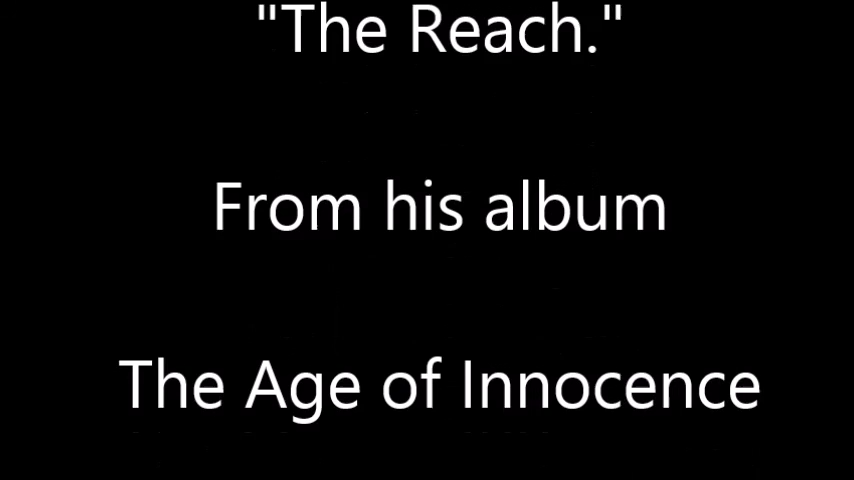 "The Reach."
From his album
The Age of Innocence